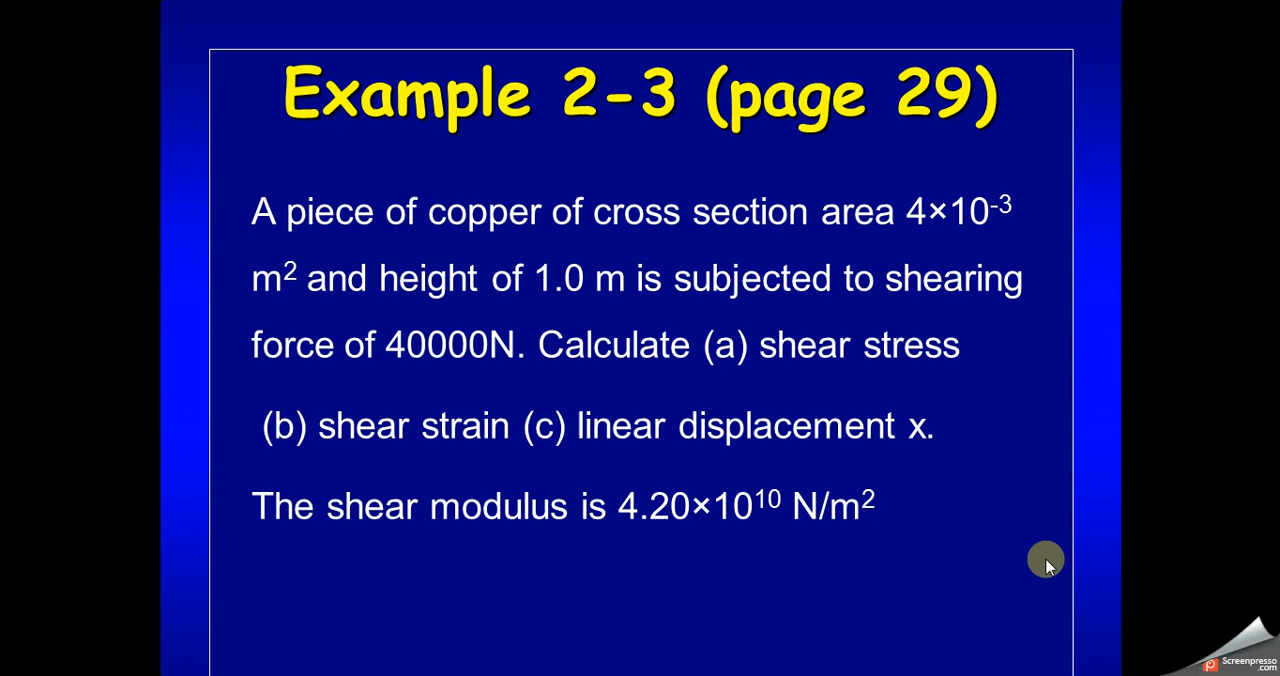 Example 2-3 (page 29)
A piece of copper of cross section area 4×10⁻³
m² and height of 1.0 m is subjected to shearing
force of 40000N. Calculate (a) shear stress
(b) shear strain (c) linear displacement x.
The shear modulus is 4.20×10¹⁰ N/m²
Screenpresso
.com